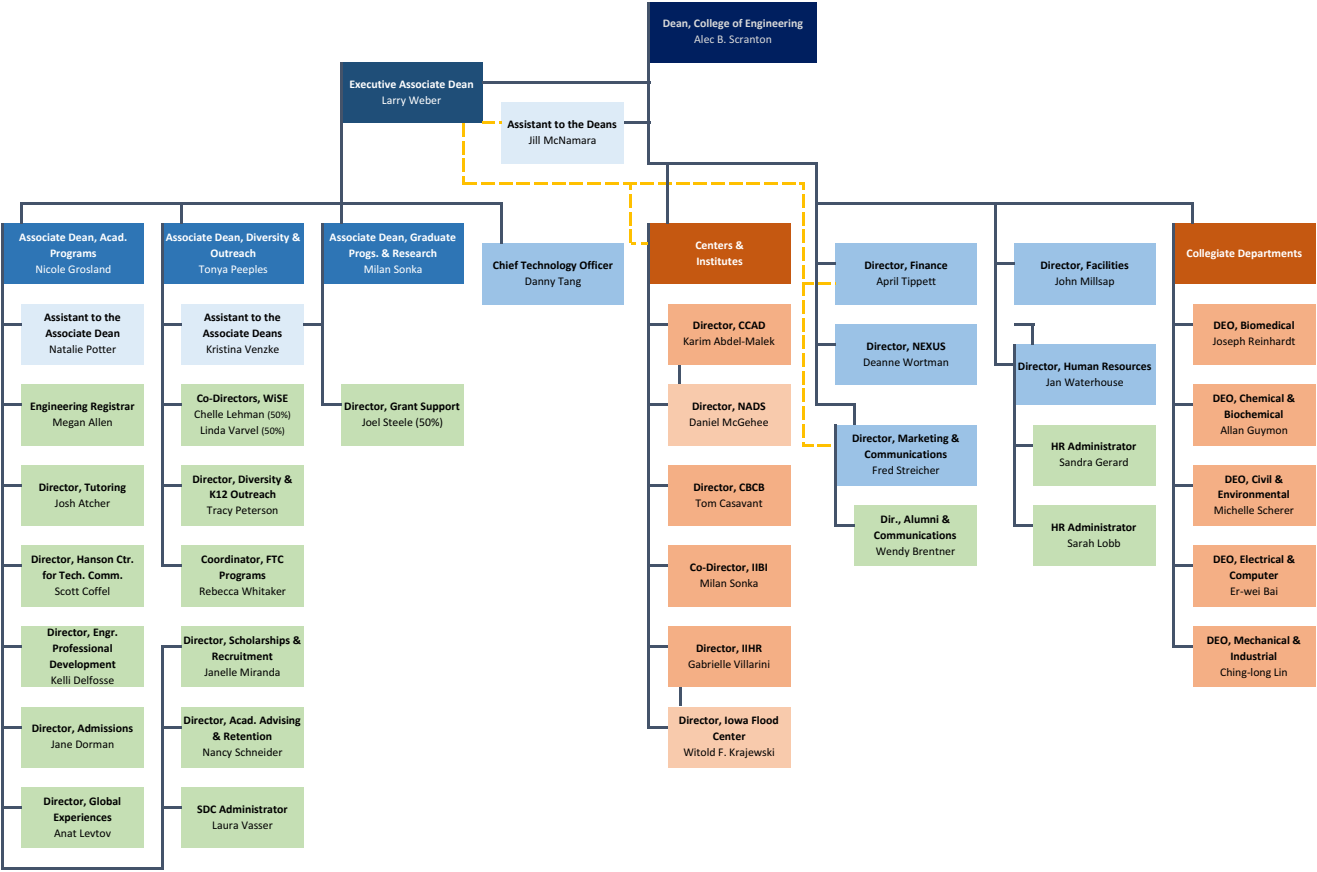 Dean, College of Engineering
Alec B. Scranton
Executive Associate Dean
Larry Weber
Assistant to the Deans
Jill McNamara
Associate Dean, Acad.
Programs
Nicole Grosland
Associate Dean, Diversity &
Outreach
Tonya Peeples
Associate Dean, Graduate
Progs. & Research
Milan Sonka
Chief Technology Officer
Danny Tang
Centers &
Institutes
Director, Finance
April Tippett
Director, Facilities
John Millsap
Collegiate Departments
Assistant to the
Associate Dean
Natalie Potter
Engineering Registrar
Megan Allen
Director, Tutoring
Josh Atcher
Director, Hanson Ctr.
for Tech. Comm.
Scott Coffel
Director, Engr.
Professional
Development
Kelli Delfosse
Director, Admissions
Jane Dorman
Director, Global
Experiences
Anat Levtov
Assistant to the
Associate Deans
Kristina Venzke
Co-Directors, WiSE
Chelle Lehman (50%)
Linda Varvel (50%)
Director, Diversity &
K12 Outreach
Tracy Peterson
Coordinator, FTC
Programs
Rebecca Whitaker
Director, Scholarships &
Recruitment
Janelle Miranda
Director, Acad. Advising
& Retention
Nancy Schneider
SDC Administrator
Laura Vasser
Director, Grant Support
Joel Steele (50%)
Director, CCAD
Karim Abdel-Malek
Director, NADS
Daniel McGehee
Director, CBCB
Tom Casavant
Co-Director, IIBI
Milan Sonka
Director, IIHR
Gabrielle Villarini
Director, Iowa Flood
Center
Witold F. Krajewski
Director, NEXUS
Deanne Wortman
Director, Marketing &
Communications
Fred Streicher
Dir., Alumni &
Communications
Wendy Brentner
Director, Human Resources
Jan Waterhouse
HR Administrator
Sandra Gerard
HR Administrator
Sarah Lobb
DEO, Biomedical
Joseph Reinhardt
DEO, Chemical &
Biochemical
Allan Guymon
DEO, Civil &
Environmental
Michelle Scherer
DEO, Electrical &
Computer
Er-wei Bai
DEO, Mechanical &
Industrial
Ching-long Lin